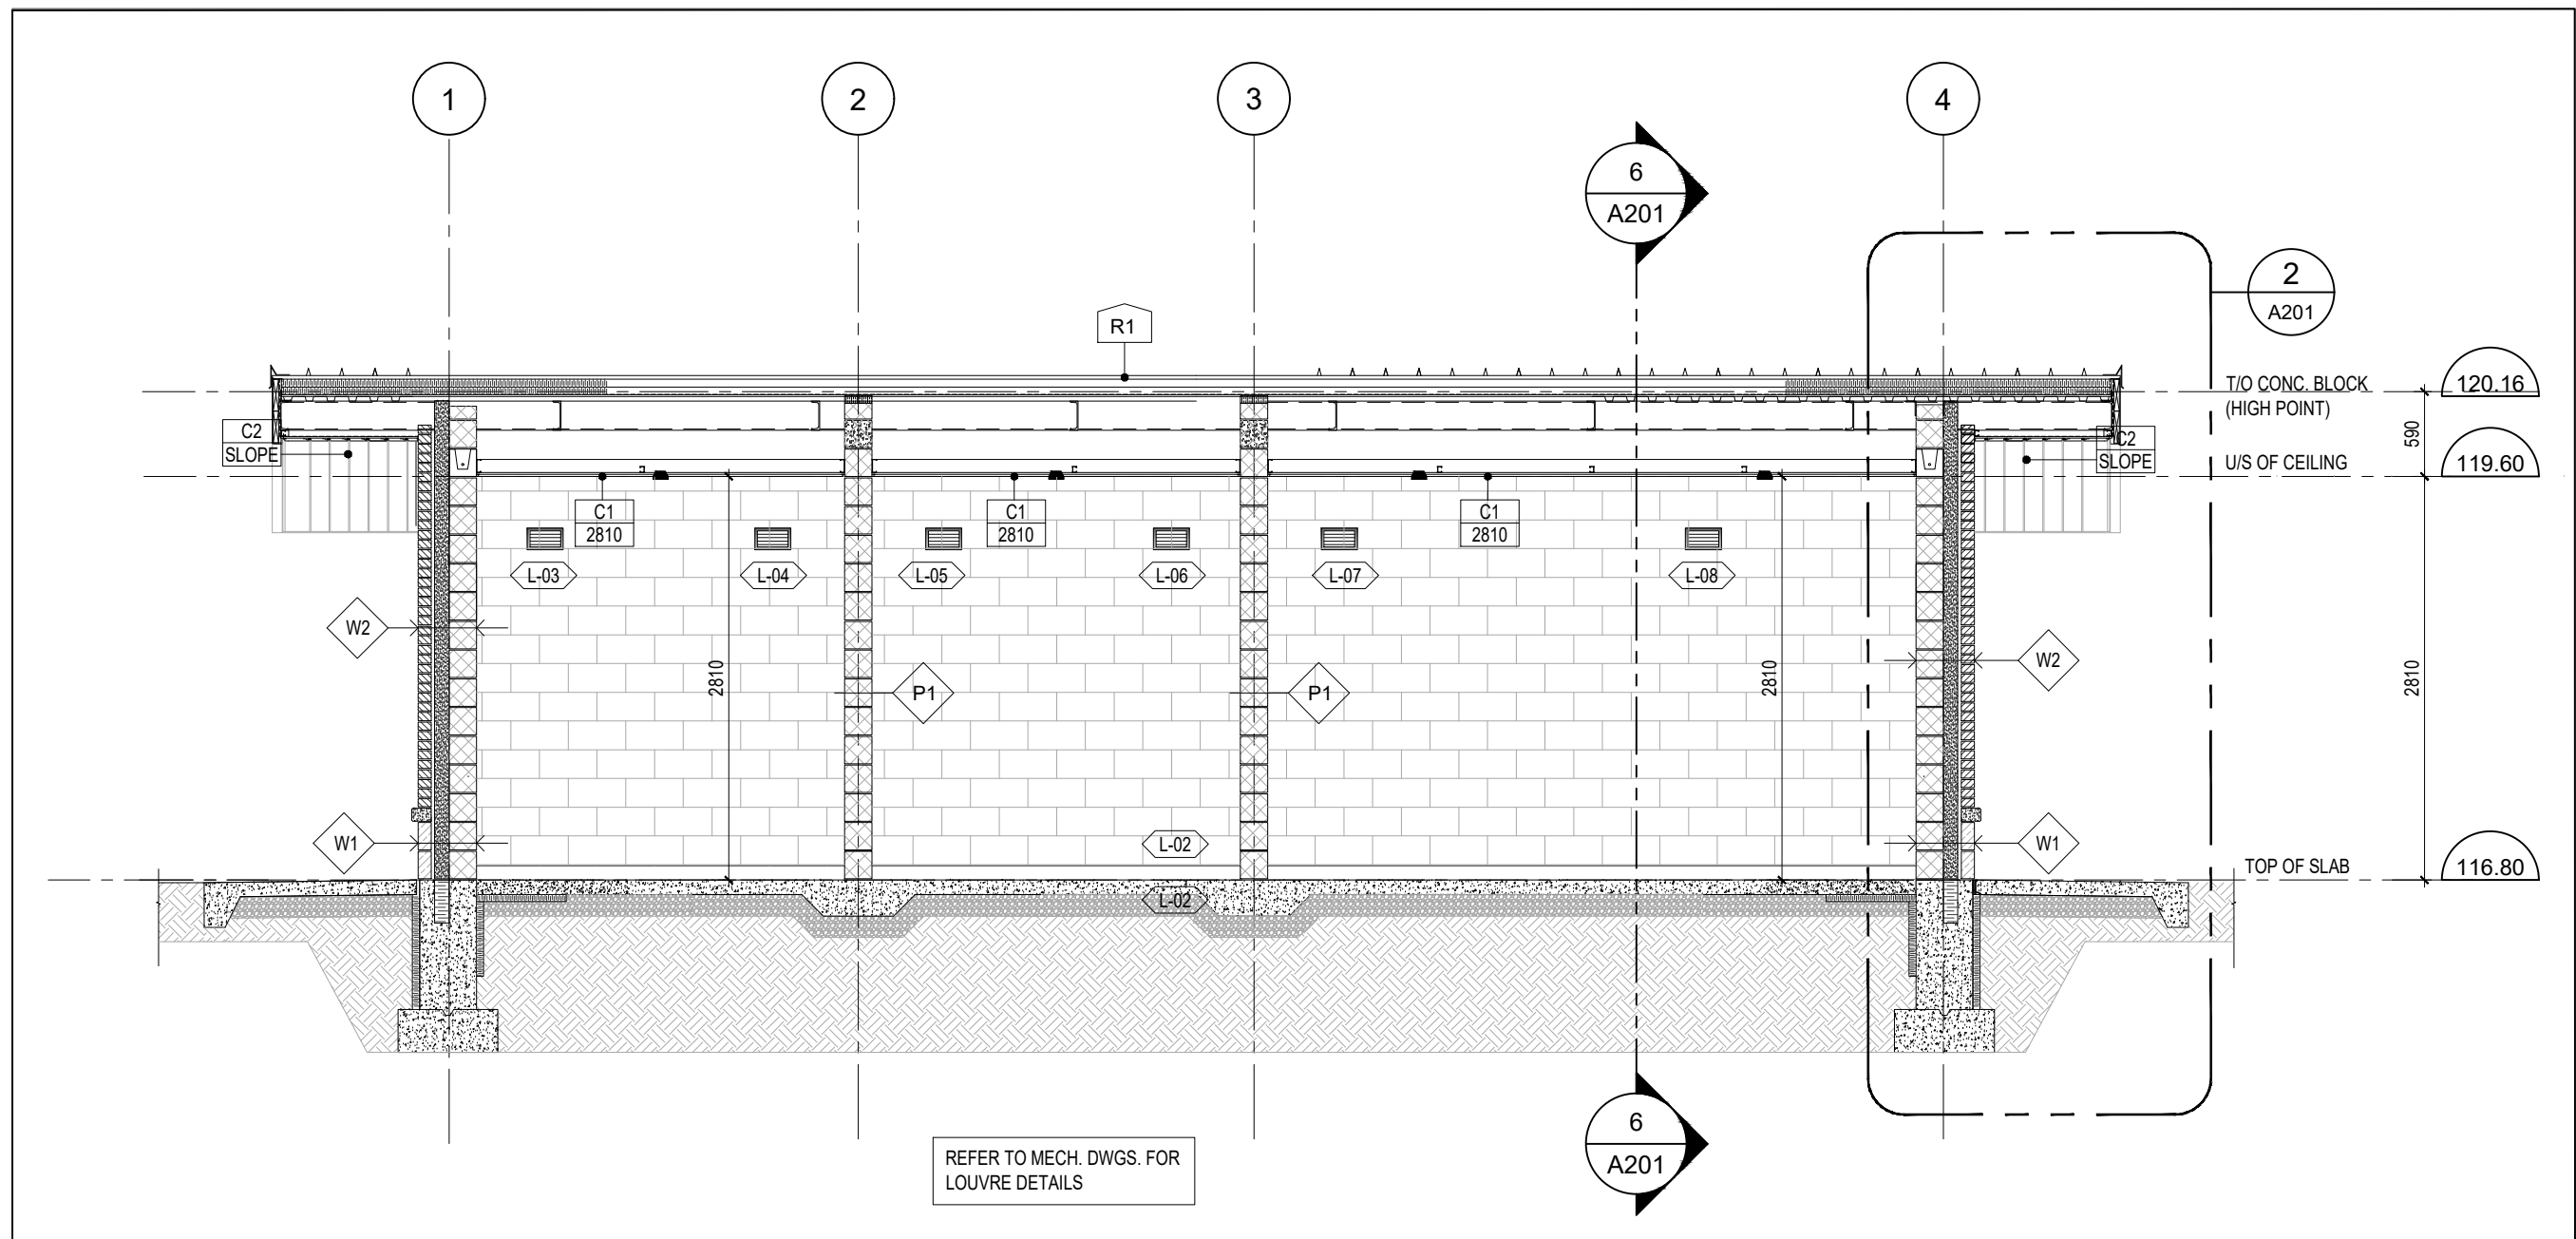 1
2
3
4
6
A201
2
A201
R1
T/O CONC. BLOCK
(HIGH POINT)
120.16
590
C2
SLOPE
C2
SLOPE
U/S OF CEILING
119.60
C1
2810
C1
2810
C1
2810
L-03
L-04
L-05
L-06
L-07
L-08
W2
W2
2810
P1
P1
2810
2810
W1
L-02
W1
TOP OF SLAB
116.80
L-02
6
A201
REFER TO MECH. DWGS. FOR
LOUVRE DETAILS